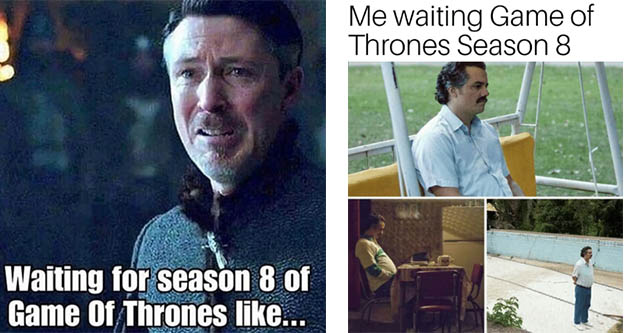 Waiting for season 8 of
Game Of Thrones like...
Me waiting Game of
Thrones Season 8